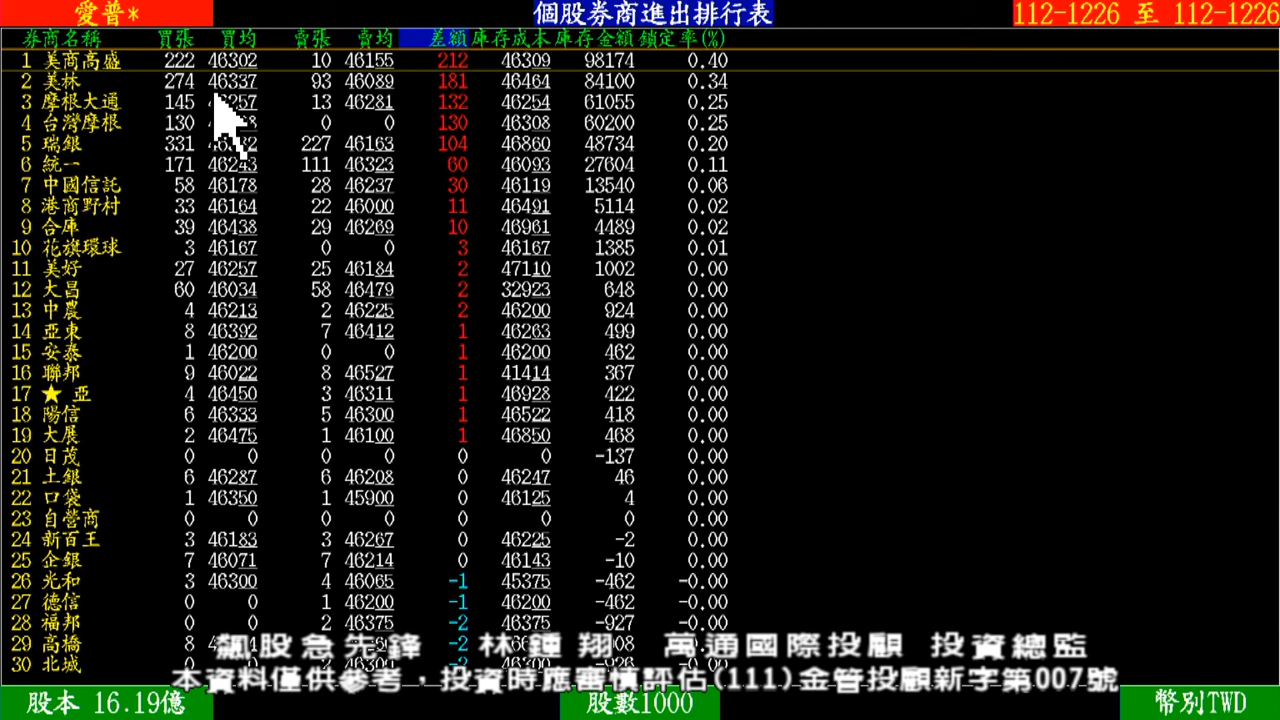 愛普* 個股券商進出排行表 112-1226 至 112-1226
券商名稱 買張 買均 賣張 賣均 差額 庫存成本 庫存金額 鎖定率(%)
1 美商高盛 222 46302 10 46155 212 46309 98174 0.40
2 美林 274 46337 93 46089 181 46464 84100 0.34
3 摩根大通 145 46257 13 46281 132 46254 61055 0.25
4 台灣摩根 130 0 0 130 46308 60200 0.25
5 瑞銀 331 227 46163 104 46860 48734 0.20
6 統一 171 46243 111 46323 60 46093 27604 0.11
7 中國信託 58 46178 28 46237 30 46119 13540 0.06
8 港商野村 33 46164 22 46000 11 46491 5114 0.02
9 合庫 39 46438 29 46269 10 46961 4489 0.02
10 花旗環球 3 46167 0 0 3 46167 1385 0.01
11 美好 27 46257 25 46184 2 47110 1002 0.00
12 大昌 60 46034 58 46479 2 32923 648 0.00
13 中農 4 46213 2 46225 2 46200 924 0.00
14 亞東 8 46392 7 46412 1 46263 499 0.00
15 安泰 1 46200 0 0 1 46200 462 0.00
16 聯邦 9 46022 8 46527 1 41414 367 0.00
17 ★ 亞 4 46450 3 46311 1 46928 422 0.00
18 陽信 6 46333 5 46300 1 46522 418 0.00
19 大展 2 46475 1 46100 1 46850 468 0.00
20 日茂 0 0 0 0 0 0 -137 0.00
21 土銀 6 46287 6 46208 0 46247 46 0.00
22 口袋 1 46350 1 45900 0 46125 4 0.00
23 自營商 0 0 0 0 0 0 0 0.00
24 新百王 3 46183 3 46267 0 46225 -2 0.00
25 企銀 7 46071 7 46214 0 46143 -10 0.00
26 光和 3 46300 4 46065 -1 45375 -462 -0.00
27 德信 0 0 1 46200 -1 46200 -462 -0.00
28 福邦 0 0 2 46375 -2 46375 -927 -0.00
29 高橋 8 -2 -0.00
30 北城 0 0 2 46300 -2 46300 -926 -0.00
飆股急先鋒 林鍾翔 萬通國際投顧 投資總監
本資料僅供參考,投資時應審慎評估(111)金管投顧新字第007號
股本 16.19億 股數1000 幣別TWD